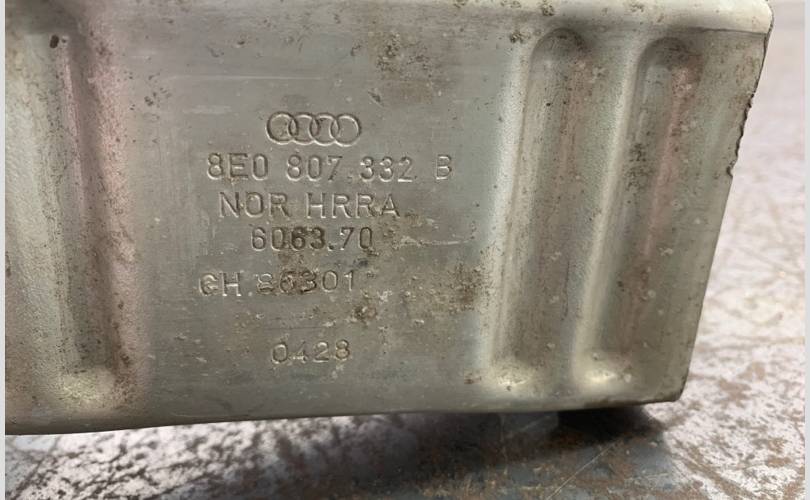 8E0 807 332 B
NOR HRRA
6063.70
CH 86301
0428